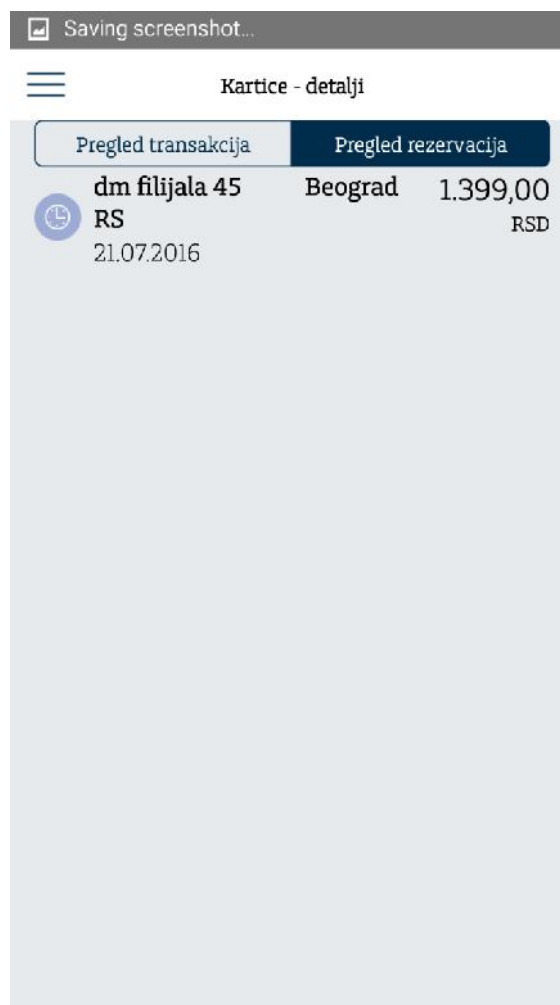 Saving screenshot...
Kartice - detalji
Pregled transakcija Pregled rezervacija
dm filijala 45 Beograd 1.399,00
RS RSD
21.07.2016